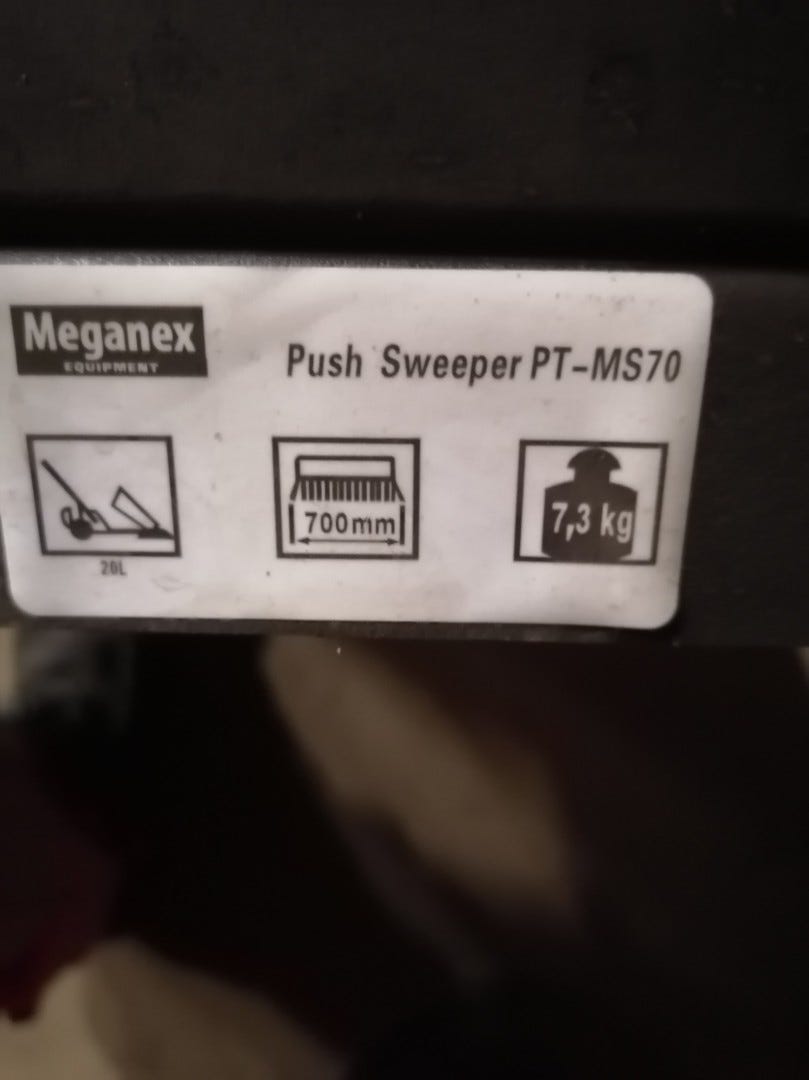 Meganex
EQUIPMENT
Push Sweeper PT-MS70
700mm
7,3 kg
20L